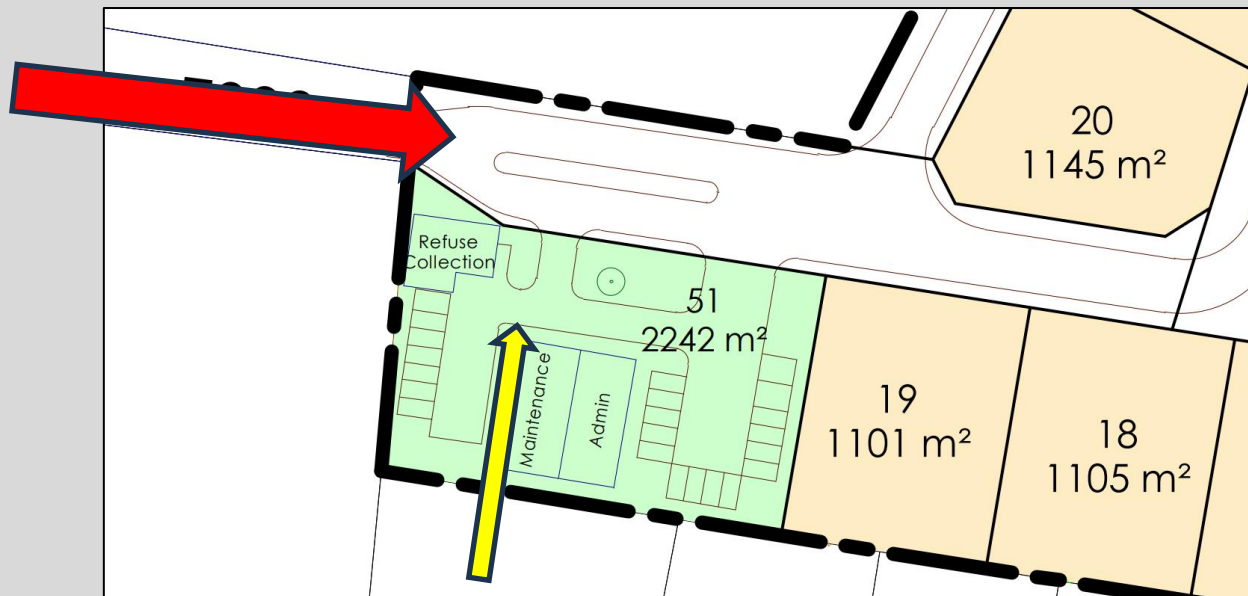 20
1145 m²
Refuse
Collection
51
2242 m²
Maintenance
Admin
19
1101 m²
18
1105 m²